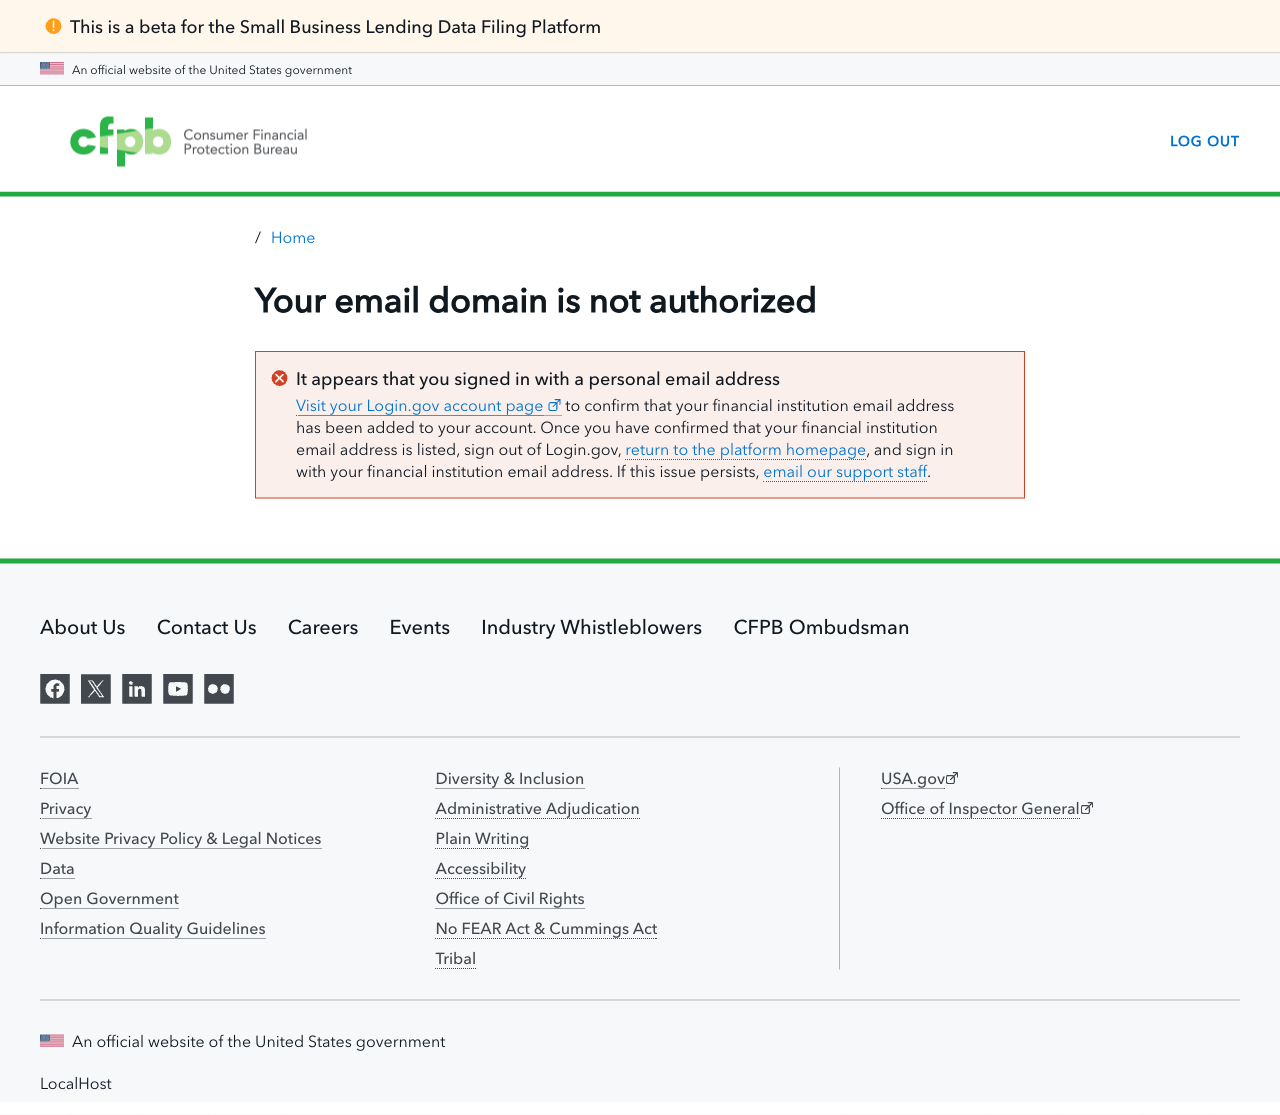 This is a beta for the Small Business Lending Data Filing Platform
An official website of the United States government
cfpb Consumer Financial
Protection Bureau
LOG OUT
/ Home
Your email domain is not authorized
It appears that you signed in with a personal email address
Visit your Login.gov account page to confirm that your financial institution email address
has been added to your account. Once you have confirmed that your financial institution
email address is listed, sign out of Login.gov, return to the platform homepage, and sign in
with your financial institution email address. If this issue persists, email our support staff.
About Us Contact Us Careers Events Industry Whistleblowers CFPB Ombudsman
FOIA
Privacy
Website Privacy Policy & Legal Notices
Data
Open Government
Information Quality Guidelines
Diversity & Inclusion
Administrative Adjudication
Plain Writing
Accessibility
Office of Civil Rights
No FEAR Act & Cummings Act
Tribal
USA.gov
Office of Inspector General
An official website of the United States government
LocalHost